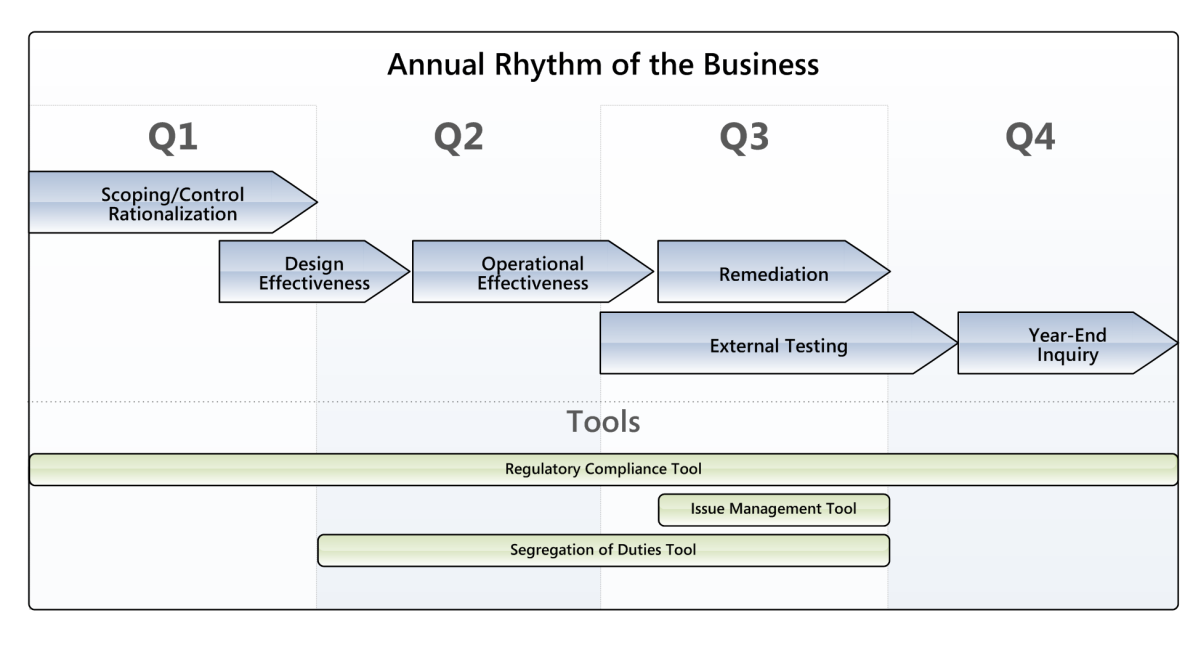 Annual Rhythm of the Business
Q1
Q2
Q3
Q4
Scoping/Control
Rationalization
Design
Effectiveness
Operational
Effectiveness
Remediation
External Testing
Year-End
Inquiry
Tools
Regulatory Compliance Tool
Issue Management Tool
Segregation of Duties Tool